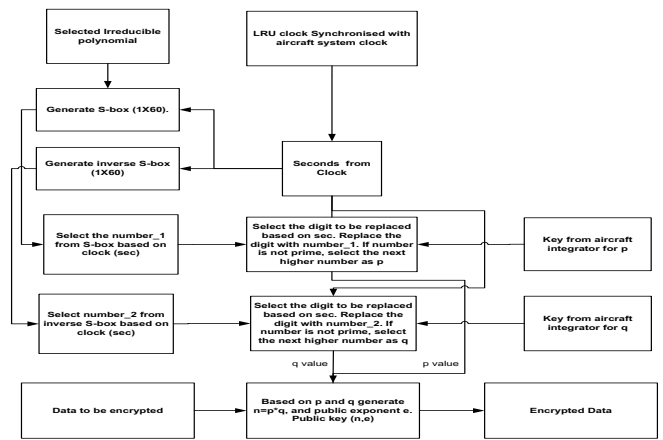 Selected Irreducible
polynomial
LRU clock Synchronised with
aircraft system clock
Generate S-box (1X60).
Generate inverse S-box
(1X60)
Seconds from
Clock
Select the number_1
from S-box based on
clock (sec)
Select the digit to be replaced
based on sec. Replace the
digit with number_1. If number
is not prime, select the next
higher number as p
Key from aircraft
integrator for p
Select number_2 from
inverse S-box based on
clock (sec)
Select the digit to be replaced
based on sec. Replace the
digit with number_2. If
number is not prime, select
the next higher number as q
Key from aircraft
integrator for q
q value
p value
Data to be encrypted
Based on p and q generate
n=p*q, and public exponent e.
Public key (n,e)
Encrypted Data